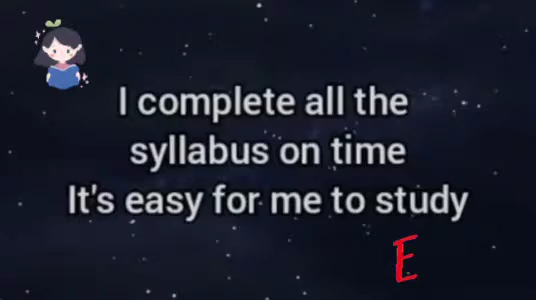 I complete all the
syllabus on time
It's easy for me to study
E